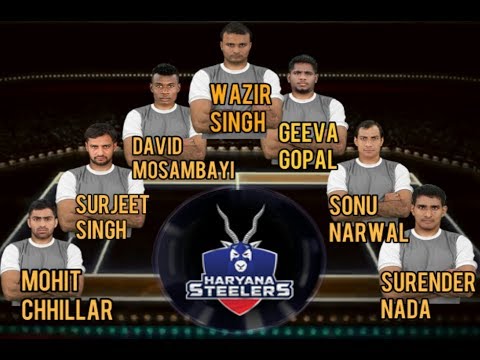 WAZIR
SINGH
DAVID
MOSAMBAYI
GEEVA
GOPAL
SURJEET
SINGH
SONU
NARWAL
MOHIT
CHHILLAR
SURENDER
NADA
HARYANA
STEELERS